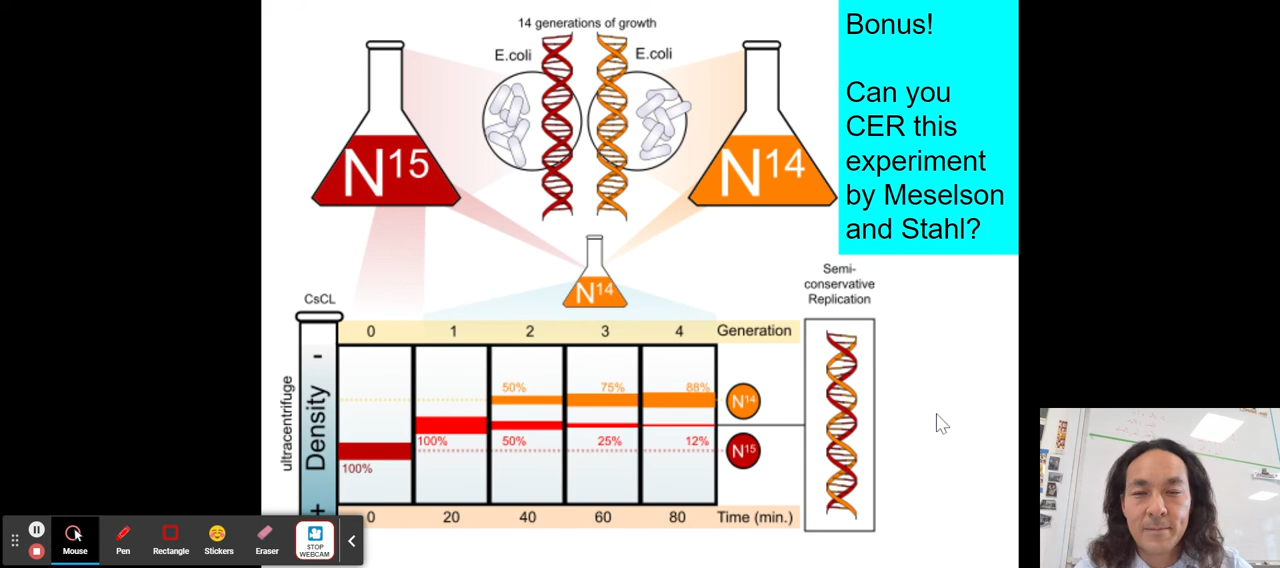 14 generations of growth
E.coli
E.coli
N15
N14
Bonus!
Can you
CER this
experiment
by Meselson
and Stahl?
N14
Semi-
conservative
Replication
CsCL
0 1 2 3 4 Generation
ultracentrifuge
- Density +
50% 75% 88% N14
100% 50% 25% 12% N15
100%
0 20 40 60 80 Time (min.)
Mouse Pen Rectangle Stickers Eraser STOP
WEBCAM